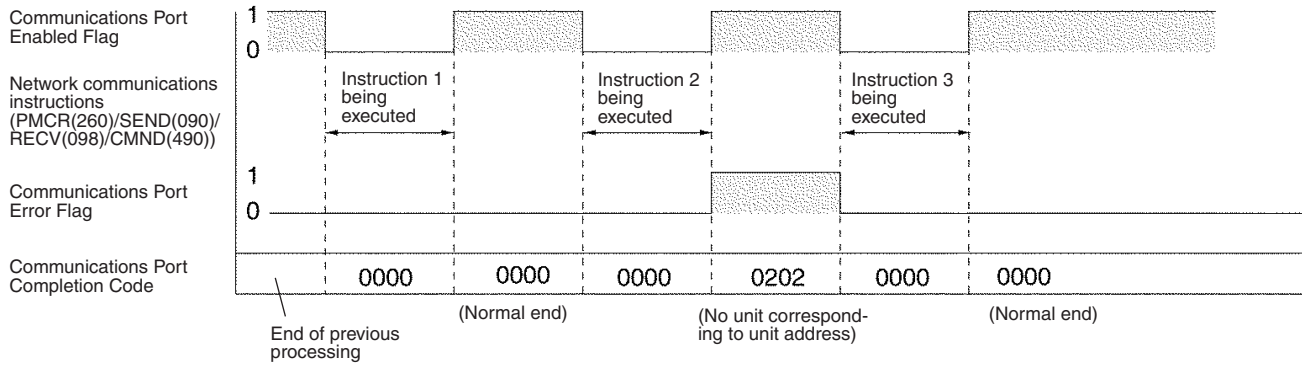 Communications Port
Enabled Flag
1
0
Network communications
instructions
(PMCR(260)/SEND(090)/
RECV(098)/CMND(490))
Instruction 1
being
executed
Instruction 2
being
executed
Instruction 3
being
executed
Communications Port
Error Flag
1
0
Communications Port
Completion Code
0000
0000
0000
0202
0000
0000
(Normal end)
(No unit correspond-
ing to unit address)
(Normal end)
End of previous
processing